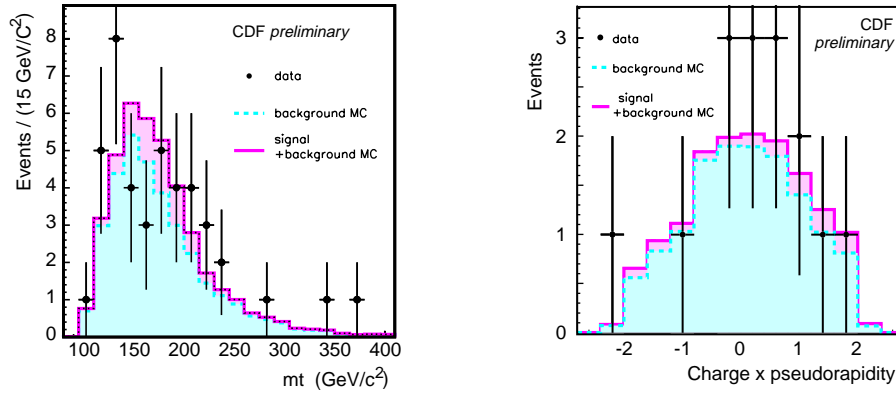 CDF preliminary
data
background MC
signal
+background MC
Events / (15 GeV/C²)
8
7
6
5
4
3
2
1
0
100 150 200 250 300 350 400
mt (GeV/c²)
CDF
preliminary
data
background MC
signal
+background MC
Events
3
2
1
0
-2 -1 0 1 2
Charge x pseudorapidity